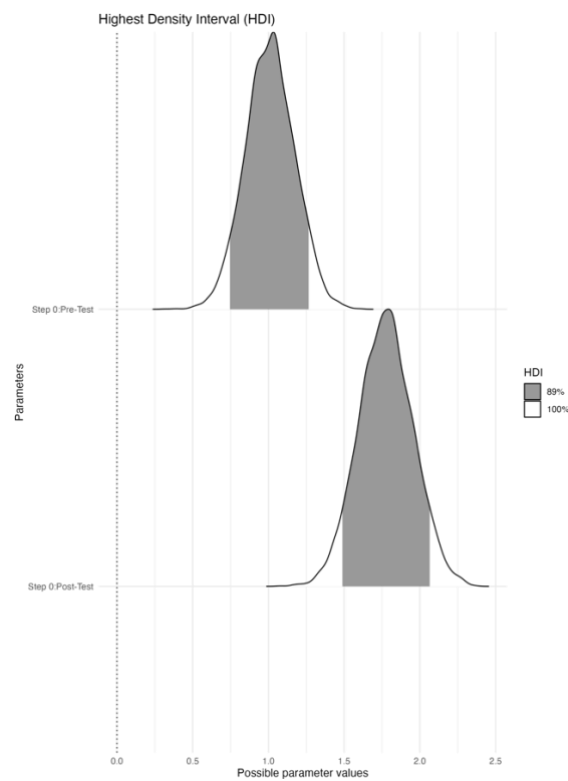 Highest Density Interval (HDI)
Step 0:Pre-Test
Parameters
HDI
89%
100%
Step 0:Post-Test
0.0 0.5 1.0 1.5 2.0 2.5
Possible parameter values